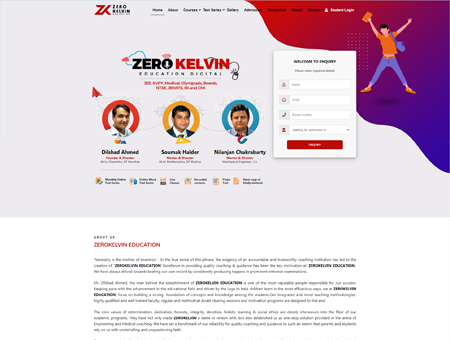 ZERO
KELVIN
Home About Courses Test Series Gallery Student Login
ZERO KELVIN
EDUCATION DIGITAL
JEE, KVPY, Medical, Olympiads, Boards,
NTSE, JBNSTS, ISI and CMI
WELCOME TO ENQUIRY
Please enter required details
Name
Email
Phone number
Seeking for Admission in
ENQUIRY
Dilshad Ahmed
Founder & Director
Soumak Halder
Mentor & Director
Nilanjan Chakrabarty
Mentor & Director
Monthly Online
Test Series
Online Mock
Test Series
Live
Classes
Recorded
Lectures
Phase
Test
Hard copy of
Study material
ABOUT US
ZEROKELVIN EDUCATION
"Necessity is the mother of Invention". In the true sense of this phrase, the exigency of an accountable and trustworthy coaching institution has led to the
creation of 'ZEROKELVIN EDUCATION'. Excellence in providing quality coaching & guidance has been the key motivation at 'ZEROKELVIN EDUCATION'.
We have always strived towards beating our own record by consistently producing toppers in prominent entrance examinations.
Mr. Dilshad Ahmed, the man behind the establishment of ZEROKELVIN EDUCATION is one of the most reputable people responsible for our success.
Keeping pace with the advancement in the educational field and driven by the urge to help children learn in the most efficacious way, we at ZEROKELVIN
EDUCATION, focus on building a strong foundation of concepts and knowledge among the students. Our integrated and novel teaching methodologies,
highly qualified and well trained faculty, regular and methodical doubt clearing sessions and motivation programs are designed to this end.
The core values of determination, dedication, honesty, integrity, devotion, holistic learning & social ethics are closely interwoven into the fiber of our
academic programs. They have not only made ZEROKELVIN a name to reckon with, but also established us as one-stop solution provided in the arena of
Engineering and Medical coaching. We have set a benchmark of our reliability for quality coaching and guidance to such an extent that parents and students
rely on us with unstinting and unquestioning faith.